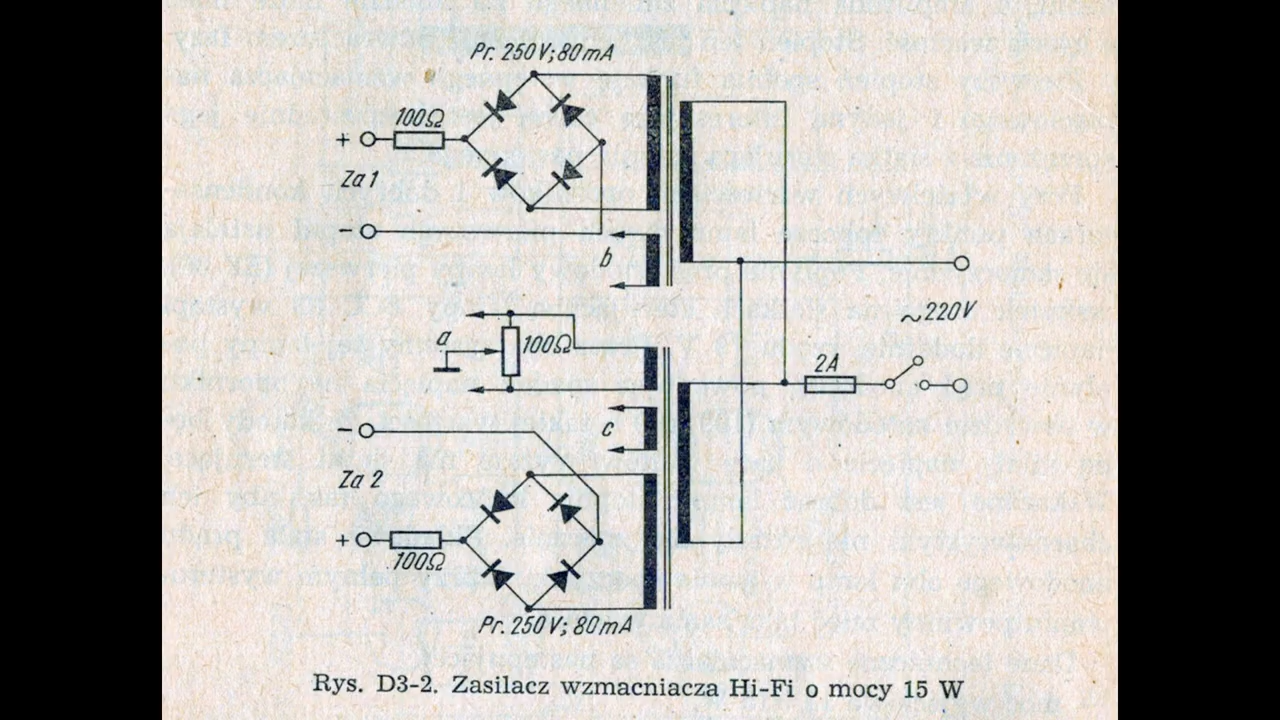 Pr. 250V; 80mA
100Ω
+
Za 1
−
b
~220V
a
100Ω
2A
c
−
Za 2
+
100Ω
Pr. 250V; 80mA
Rys. D3-2. Zasilacz wzmacniacza Hi-Fi o mocy 15 W